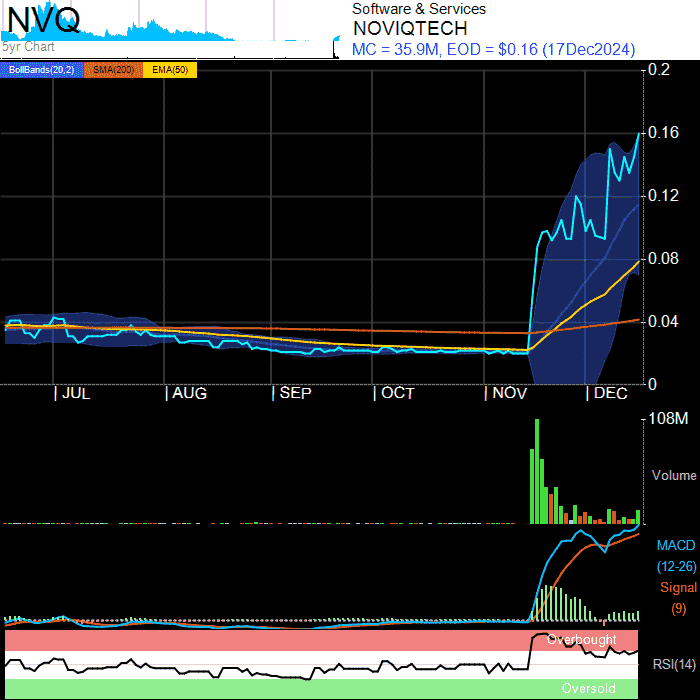 NVQ
5yr Chart
Software & Services
NOVIQTECH
MC = 35.9M, EOD = $0.16 (17Dec2024)
BollBands(20,2) SMA(200) EMA(50)
0.2
0.16
0.12
0.08
0.04
0
| JUL | AUG | SEP | OCT | NOV | DEC
108M
Volume
MACD
(12-26)
Signal
(9)
Overbought
RSI(14)
Oversold